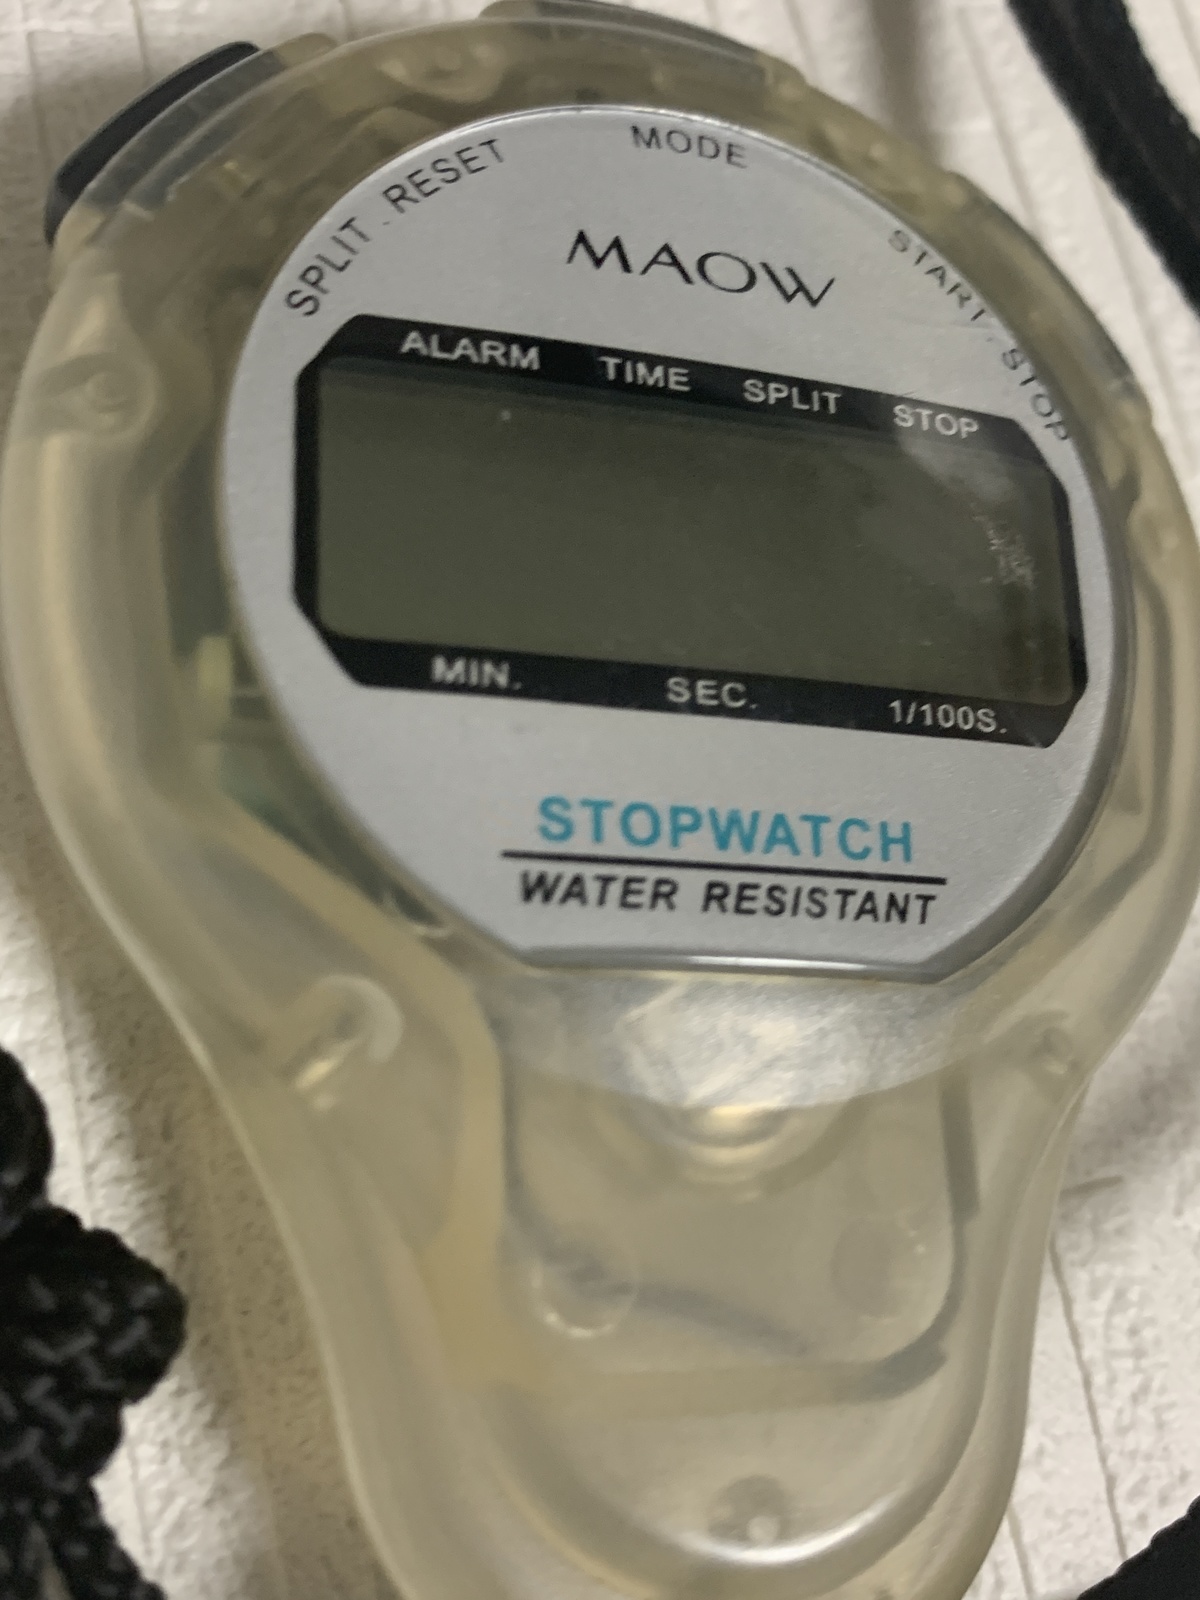 MODE
SPLIT . RESET
START . STOP
MAOW
ALARM TIME SPLIT STOP
MIN. SEC. 1/100S.
STOPWATCH
WATER RESISTANT